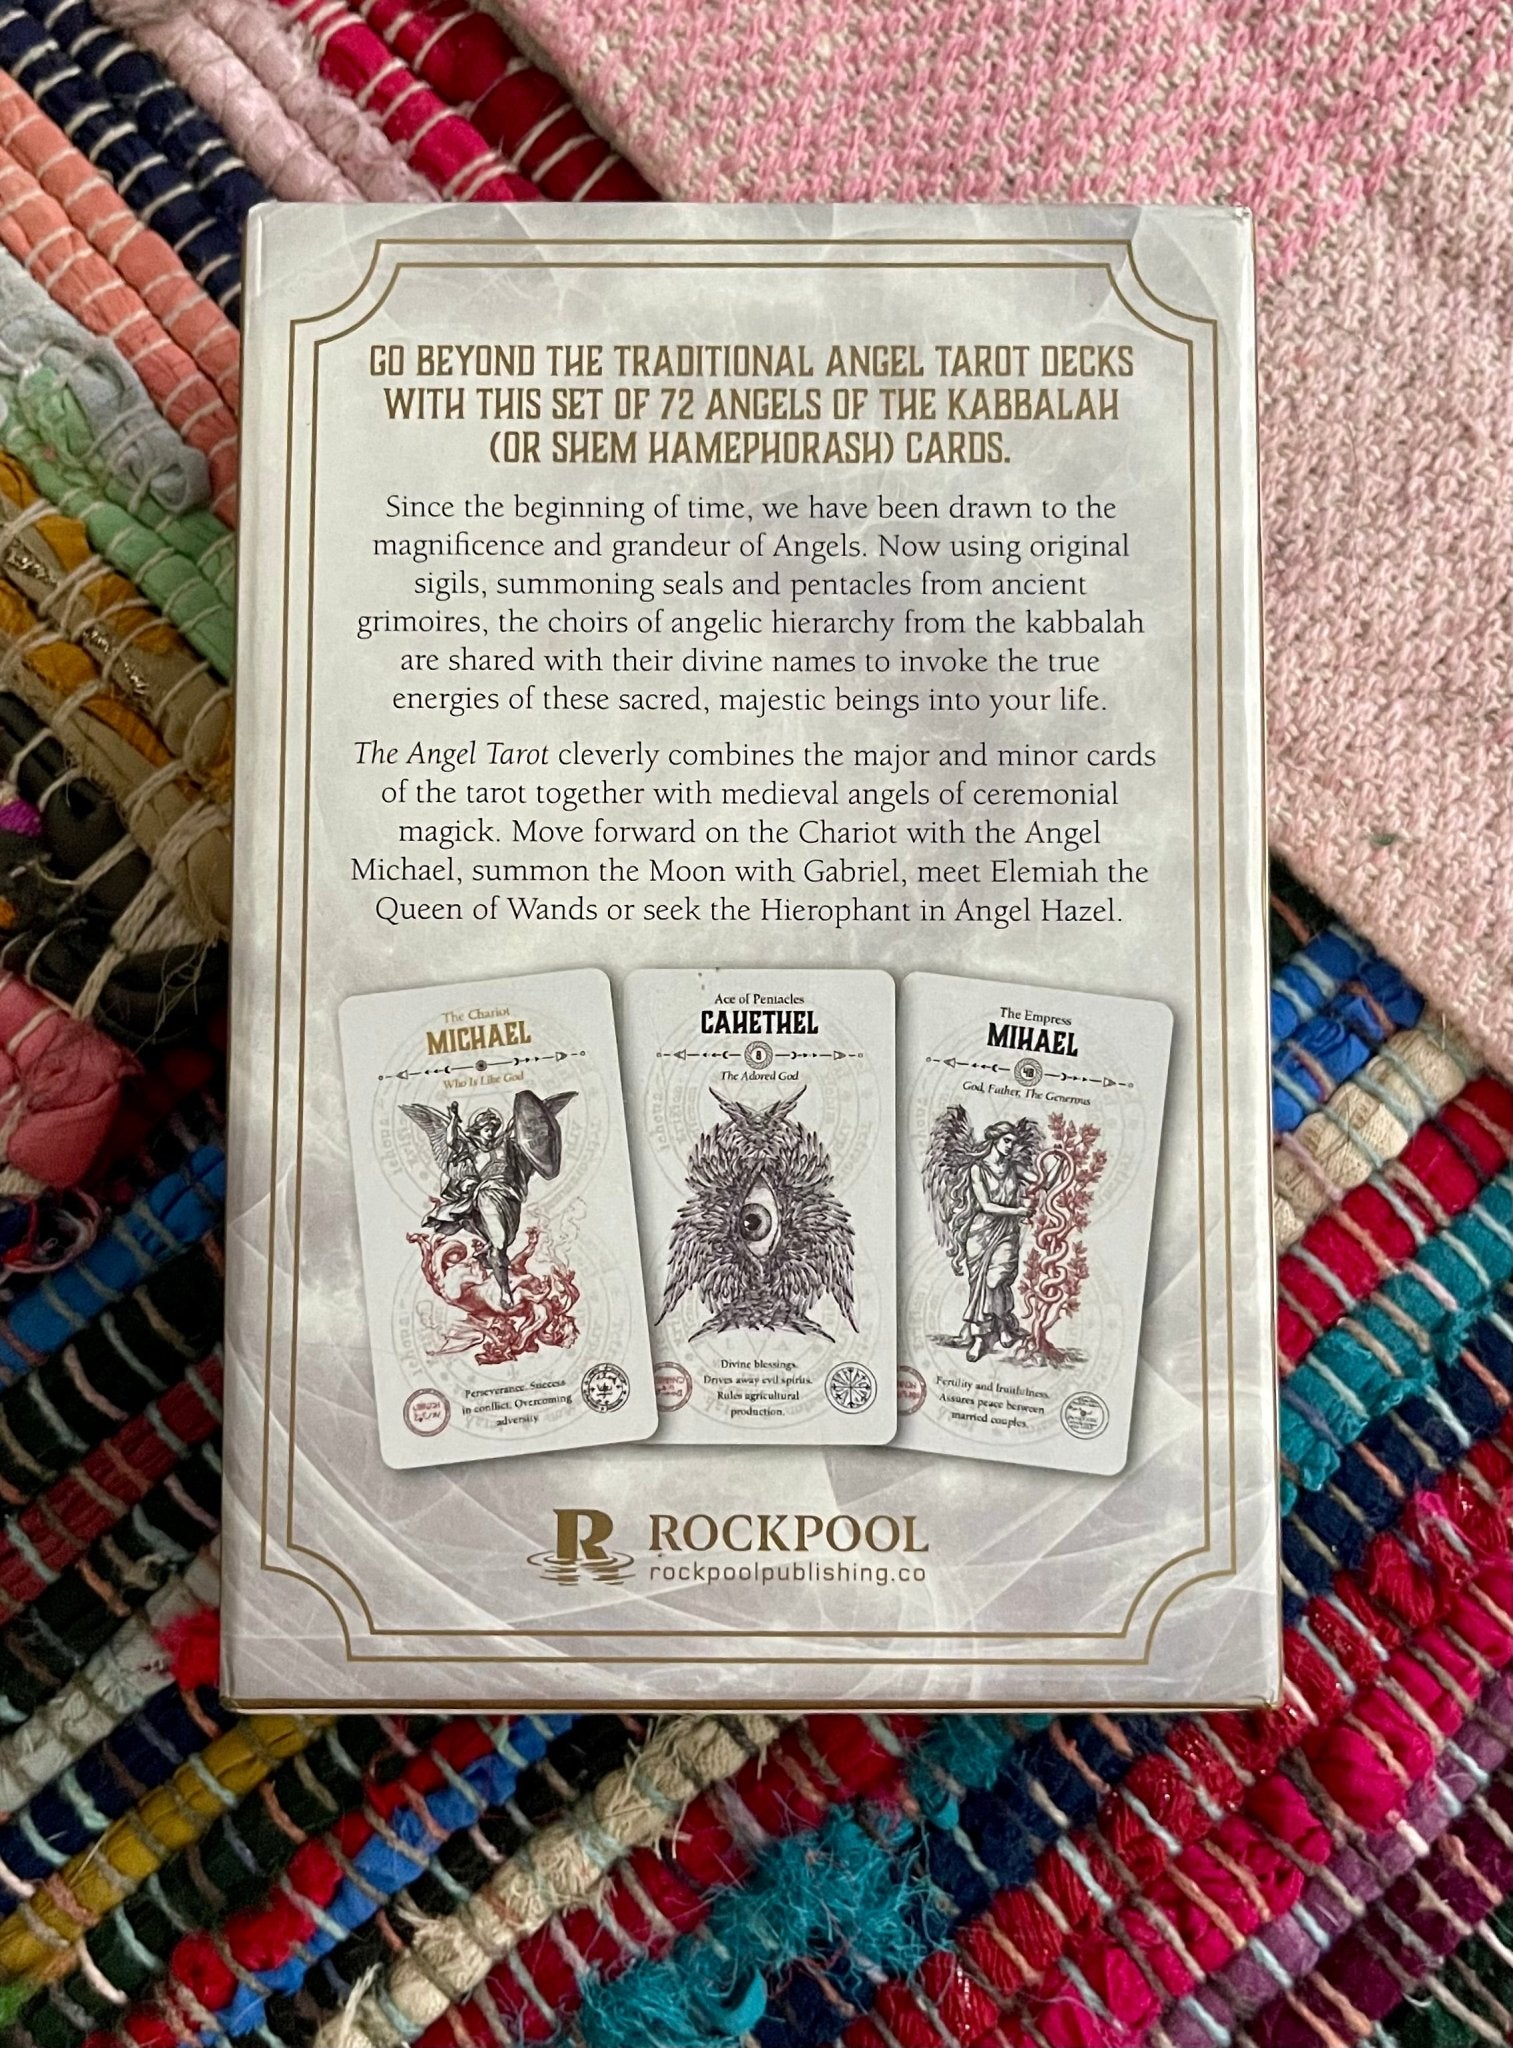 GO BEYOND THE TRADITIONAL ANGEL TAROT DECKS
WITH THIS SET OF 72 ANGELS OF THE KABBALAH
(OR SHEM HAMEPHORASH) CARDS.
Since the beginning of time, we have been drawn to the
magnificence and grandeur of Angels. Now using original
sigils, summoning seals and pentacles from ancient
grimoires, the choirs of angelic hierarchy from the kabbalah
are shared with their divine names to invoke the true
energies of these sacred, majestic beings into your life.
The Angel Tarot cleverly combines the major and minor cards
of the tarot together with medieval angels of ceremonial
magick. Move forward on the Chariot with the Angel
Michael, summon the Moon with Gabriel, meet Elemiah the
Queen of Wands or seek the Hierophant in Angel Hazel.
The Chariot
MICHAEL
Who Is Like God
Perseverance. Success
in conflict. Overcoming
adversity.
Ace of Pentacles
CAHETHEL
8
The Adored God
Divine blessings.
Drives away evil spirits.
Rules agricultural
production.
The Empress
MIHAEL
48
God, Father, The Generous
Fertility and fruitfulness.
Assures peace between
married couples.
R ROCKPOOL
rockpoolpublishing.co